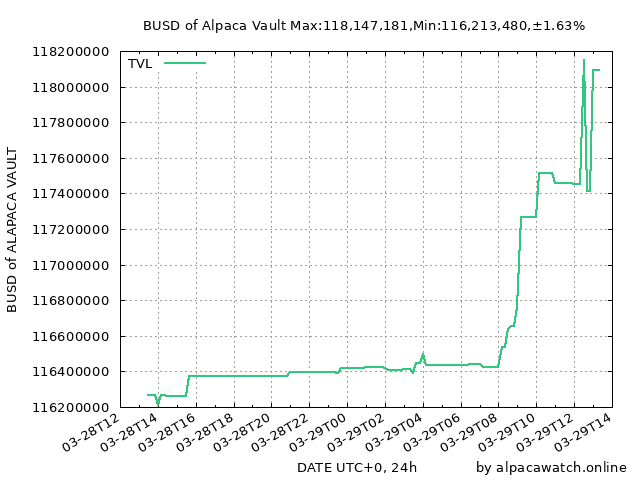 BUSD of Alpaca Vault Max:118,147,181,Min:116,213,480,±1.63%
TVL
118200000
118000000
117800000
117600000
117400000
117200000
117000000
116800000
116600000
116400000
116200000
BUSD of ALAPACA VAULT
03-28T12
03-28T14
03-28T16
03-28T18
03-28T20
03-28T22
03-29T00
03-29T02
03-29T04
03-29T06
03-29T08
03-29T10
03-29T12
03-29T14
DATE UTC+0, 24h
by alpacawatch.online